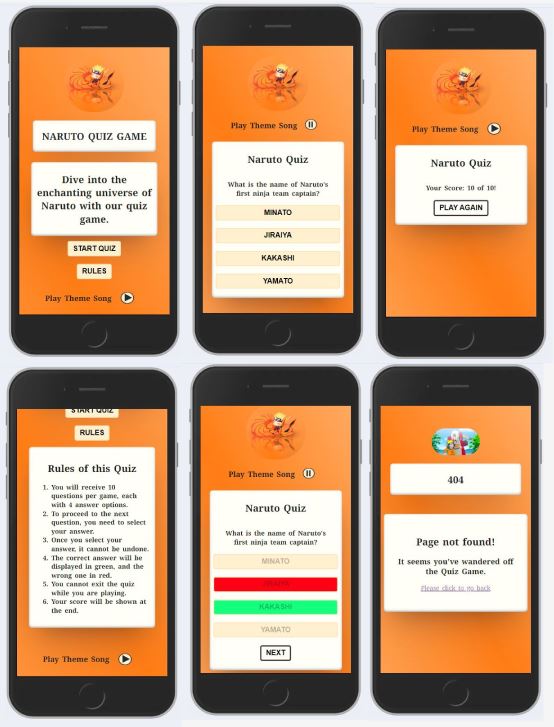 NARUTO QUIZ GAME
Dive into the
enchanting universe of
Naruto with our quiz
game.
START QUIZ
RULES
Play Theme Song
Play Theme Song
Naruto Quiz
What is the name of Naruto's
first ninja team captain?
MINATO
JIRAIYA
KAKASHI
YAMATO
Play Theme Song
Naruto Quiz
Your Score: 10 of 10!
PLAY AGAIN
START QUIZ
RULES
Rules of this Quiz
1. You will receive 10
questions per game, each
with 4 answer options.
2. To proceed to the next
question, you need to select
your answer.
3. Once you select your
answer, it cannot be undone.
4. The correct answer will be
displayed in green, and the
wrong one in red.
5. You cannot exit the quiz
while you are playing.
6. Your score will be shown at
the end.
Play Theme Song
Play Theme Song
Naruto Quiz
What is the name of Naruto's
first ninja team captain?
MINATO
JIRAIYA
KAKASHI
YAMATO
NEXT
404
Page not found!
It seems you've wandered off
the Quiz Game.
Please click to go back